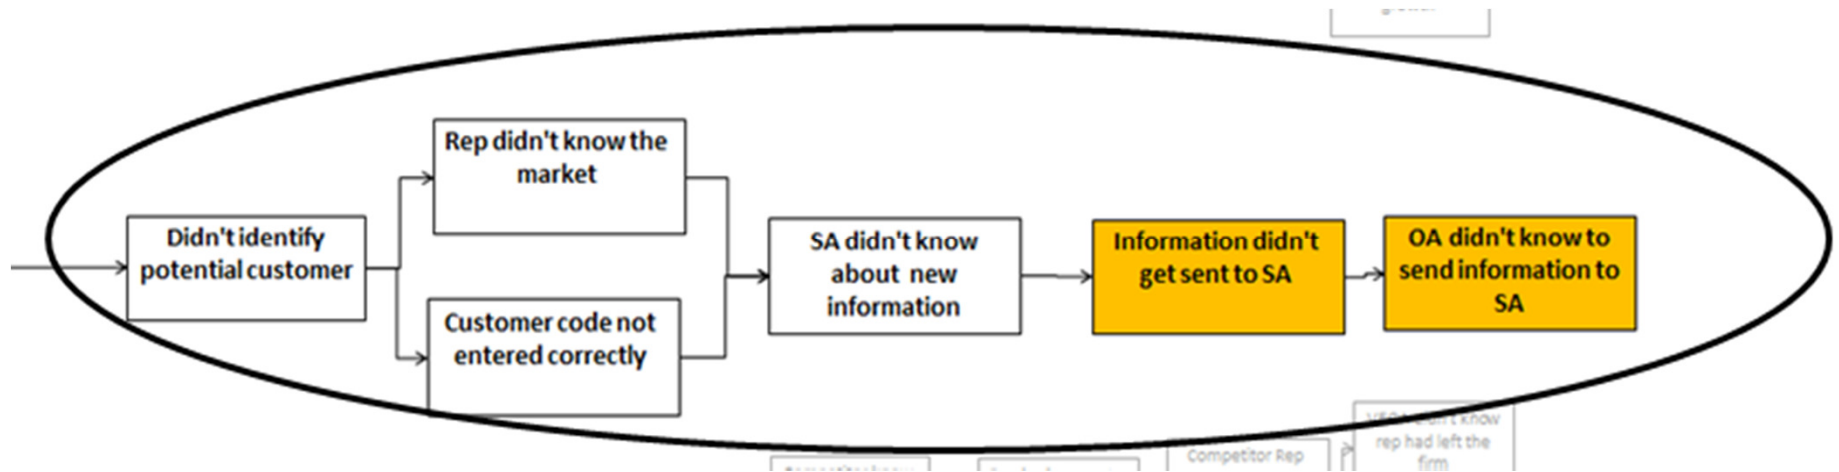 Rep didn't know the
market
Didn't identify
potential customer
Customer code not
entered correctly
SA didn't know
about new
information
Information didn't
get sent to SA
OA didn't know to
send information to
SA
know
rep had left the
firm
Competitor Rep